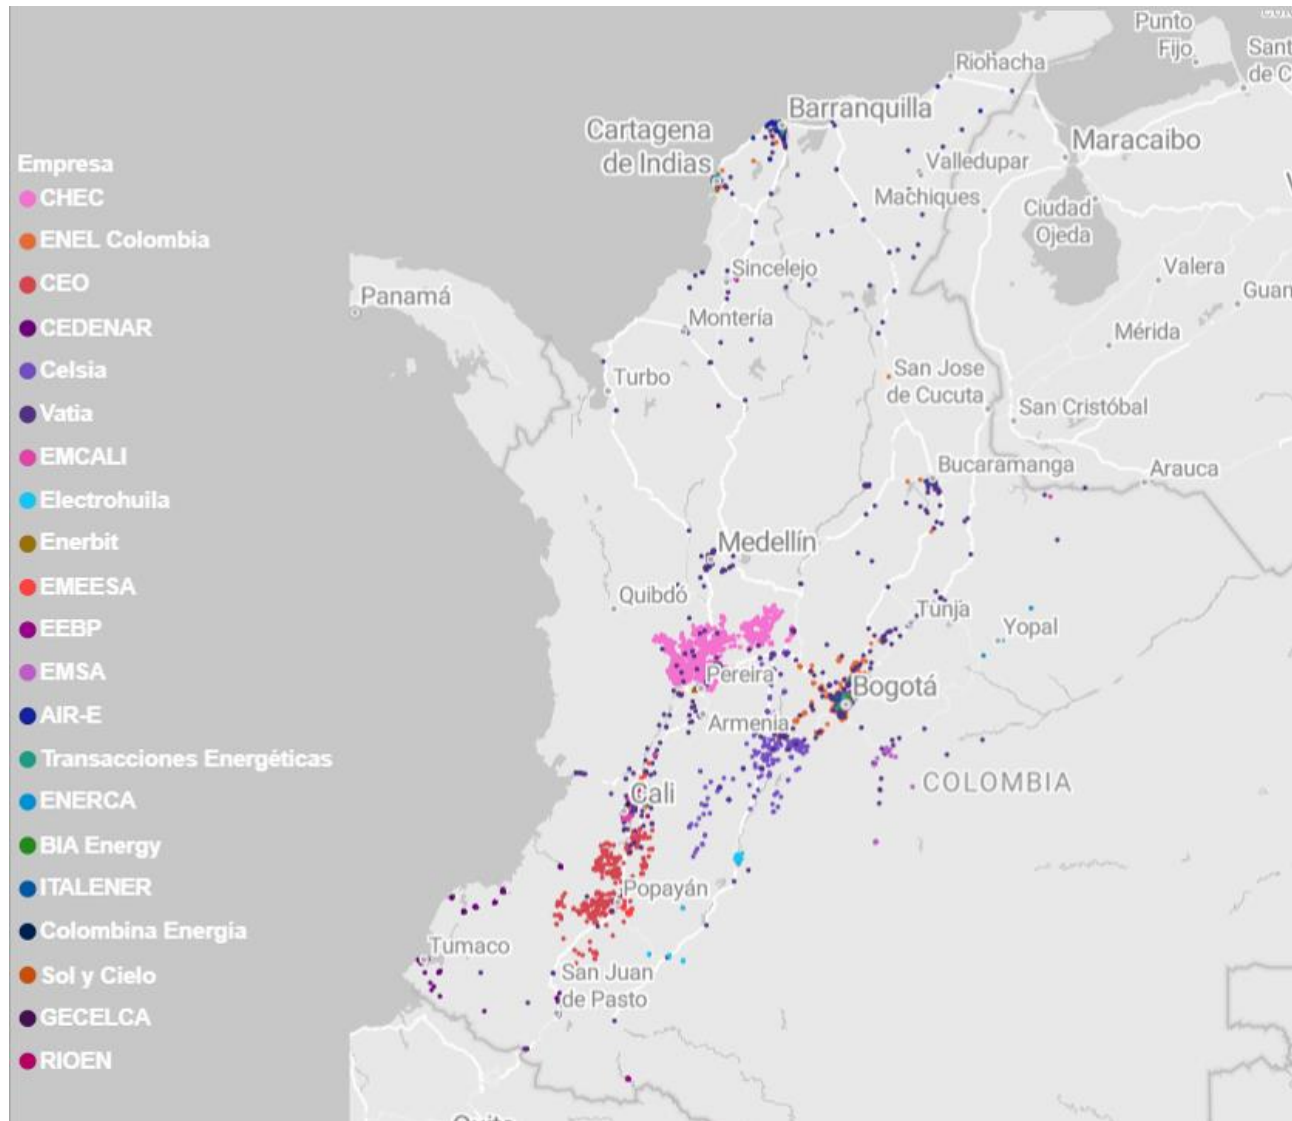 Empresa
CHEC
ENEL Colombia
CEO
CEDENAR
Celsia
Vatia
EMCALI
Electrohuila
Enerbit
EMEESA
EEBP
EMSA
AIR-E
Transacciones Energéticas
ENERCA
BIA Energy
ITALENER
Colombina Energia
Sol y Cielo
GECELCA
RIOEN
Punto
Fijo
Riohacha
Barranquilla
Cartagena
de Indias
Maracaibo
Valledupar
Machiques
Ciudad
Ojeda
Sincelejo
Valera
Panamá
Montería
Mérida
Turbo
San Jose
de Cucuta
San Cristóbal
Bucaramanga
Arauca
Medellín
Quibdó
Tunja
Yopal
Pereira
Bogotá
Armenia
COLOMBIA
Cali
Popayán
Tumaco
San Juan
de Pasto